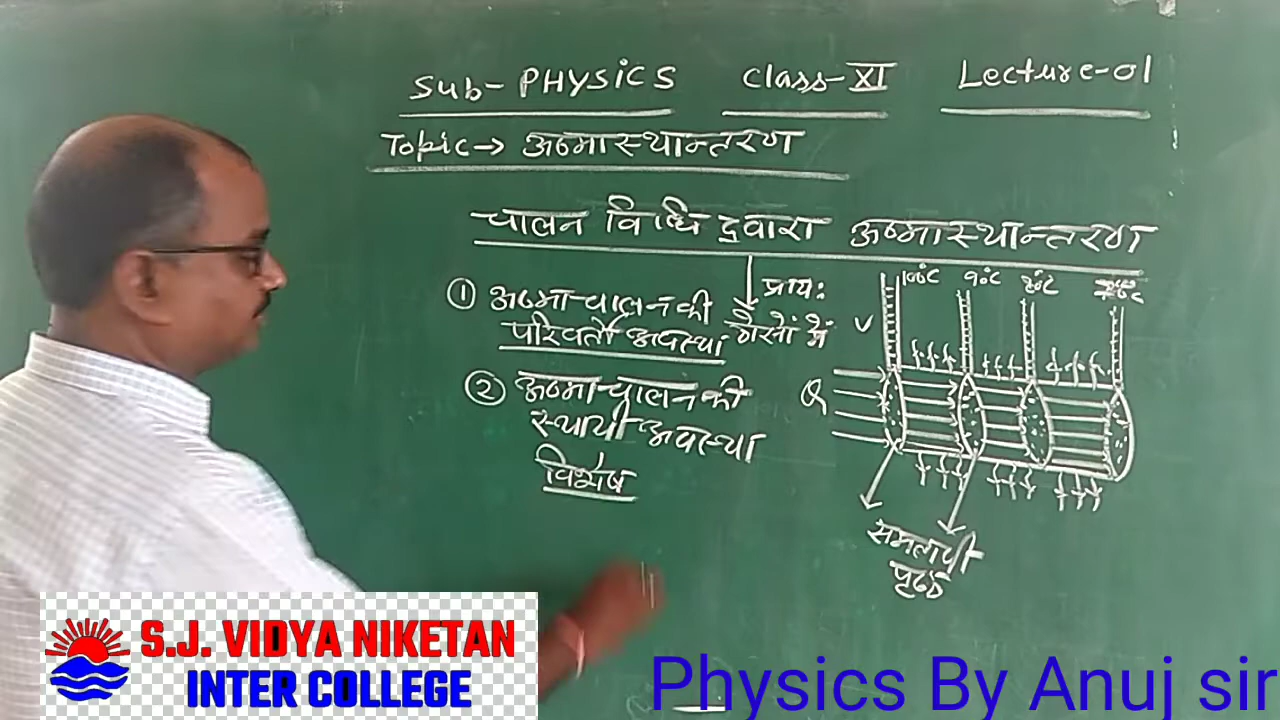 Sub- PHYSICS Class-XI Lecture-01
Topic→ ऊष्मास्थान्तरण
चालन विधि द्रवारा ऊष्मास्थान्तरण
प्रायः
ठोसों में
① ऊष्मा-चालन की
परिवर्ती अवस्था
② ऊष्मा-चालन की
स्थायी अवस्था
विशेष
100°C 90°C 80°C
Q
समतापी
पृष्ठ
S.J. VIDYA NIKETAN
INTER COLLEGE
Physics By Anuj sir